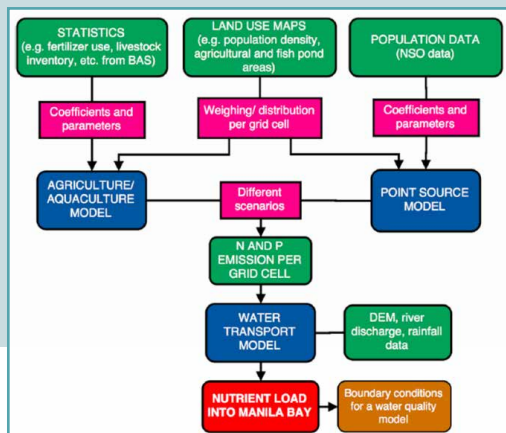 STATISTICS
(e.g. fertilizer use, livestock
inventory, etc. from BAS)
LAND USE MAPS
(e.g. population density,
agricultural and fish pond
areas)
POPULATION DATA
(NSO data)
Coefficients and
parameters
Weighing/ distribution
per grid cell
Coefficients and
parameters
AGRICULTURE/
AQUACULTURE
MODEL
Different
scenarios
POINT SOURCE
MODEL
N AND P
EMISSION PER
GRID CELL
WATER
TRANSPORT
MODEL
DEM, river
discharge, rainfall
data
NUTRIENT LOAD
INTO MANILA BAY
Boundary conditions
for a water quality
model